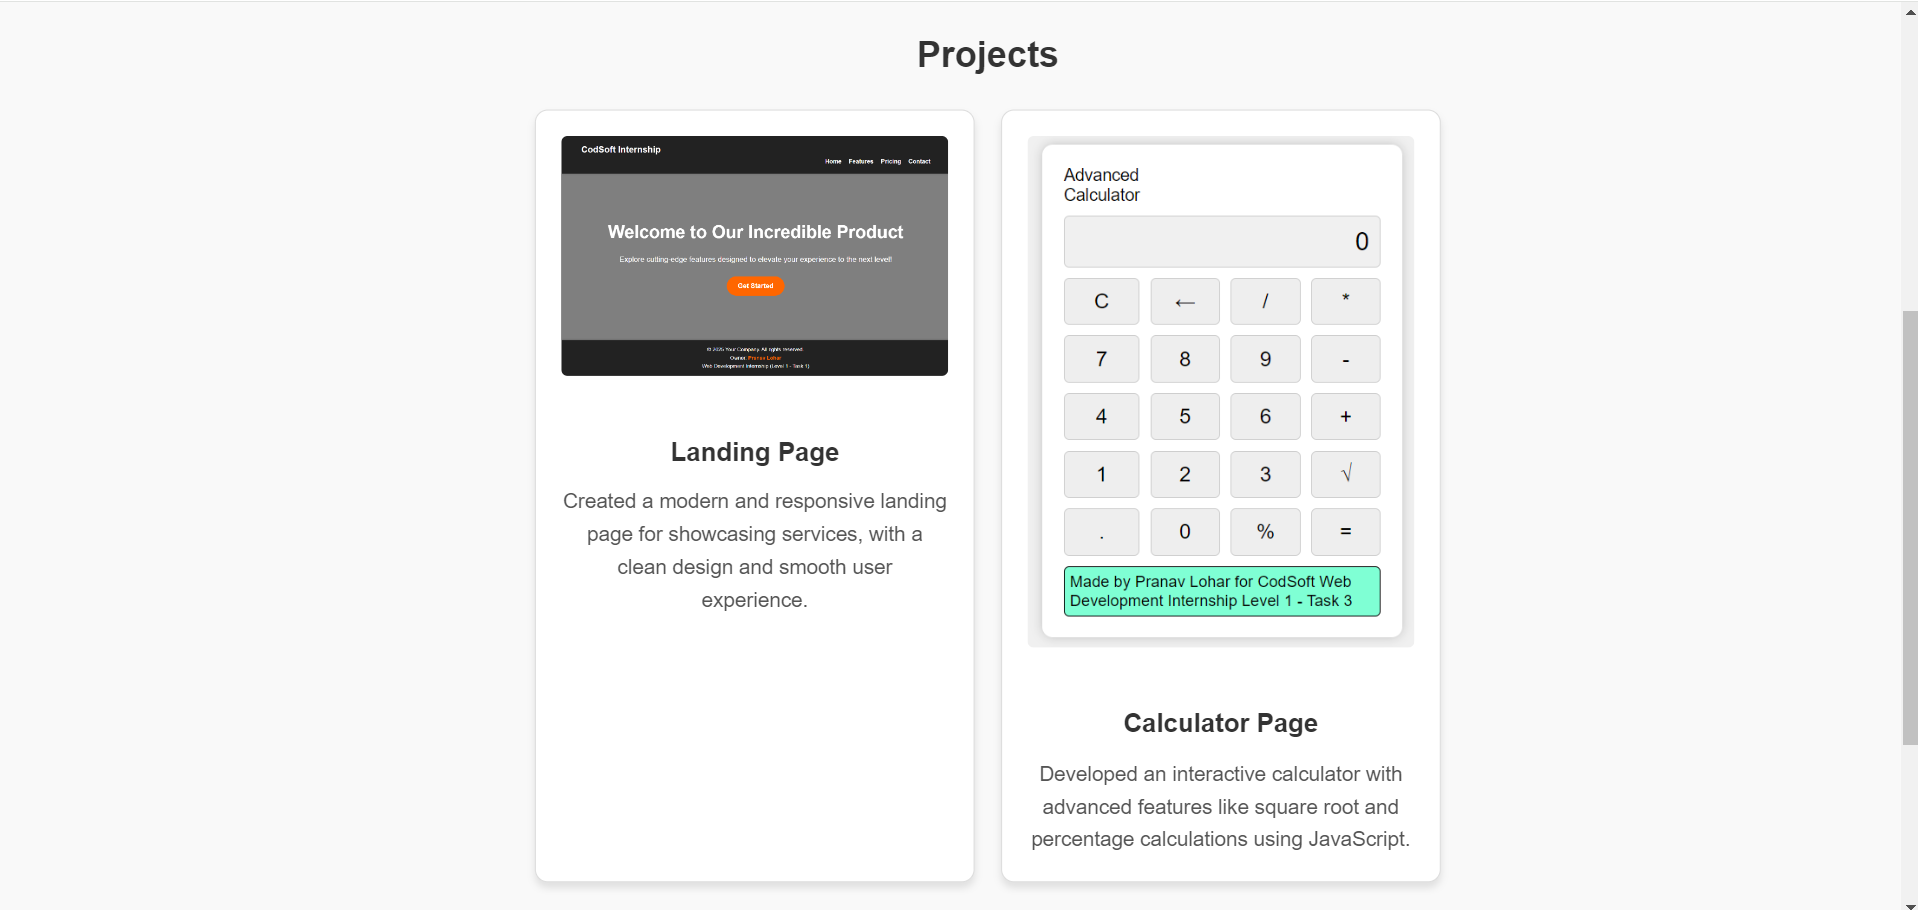 Projects
CodSoft Internship
Home Features Pricing Contact
Welcome to Our Incredible Product
Explore cutting-edge features designed to elevate your experience to the next level!
Get Started
© 2025 Your Company. All rights reserved.
Owner: Pranav Lohar
Web Development Internship (Level 1 - Task 1)
Landing Page
Created a modern and responsive landing
page for showcasing services, with a
clean design and smooth user
experience.
Advanced
Calculator
0
C ← / *
7 8 9 -
4 5 6 +
1 2 3 √
. 0 % =
Made by Pranav Lohar for CodSoft Web
Development Internship Level 1 - Task 3
Calculator Page
Developed an interactive calculator with
advanced features like square root and
percentage calculations using JavaScript.